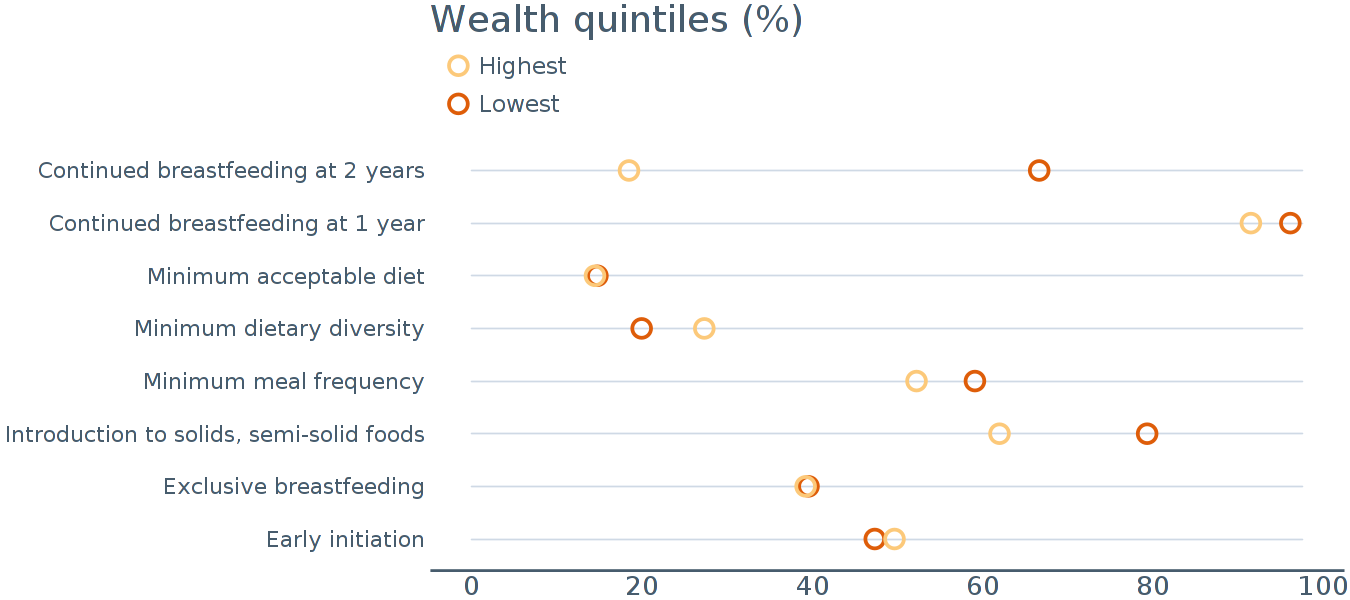 Wealth quintiles (%)
Highest
Lowest
Continued breastfeeding at 2 years
Continued breastfeeding at 1 year
Minimum acceptable diet
Minimum dietary diversity
Minimum meal frequency
Introduction to solids, semi-solid foods
Exclusive breastfeeding
Early initiation
0 20 40 60 80 100